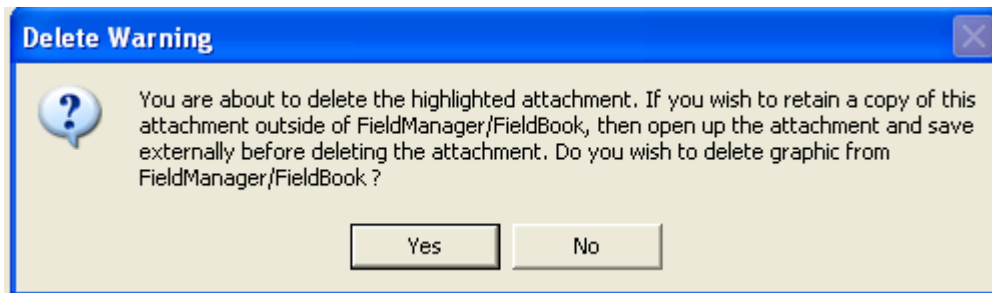 Delete Warning
You are about to delete the highlighted attachment. If you wish to retain a copy of this
attachment outside of FieldManager/FieldBook, then open up the attachment and save
externally before deleting the attachment. Do you wish to delete graphic from
FieldManager/FieldBook ?
Yes
No